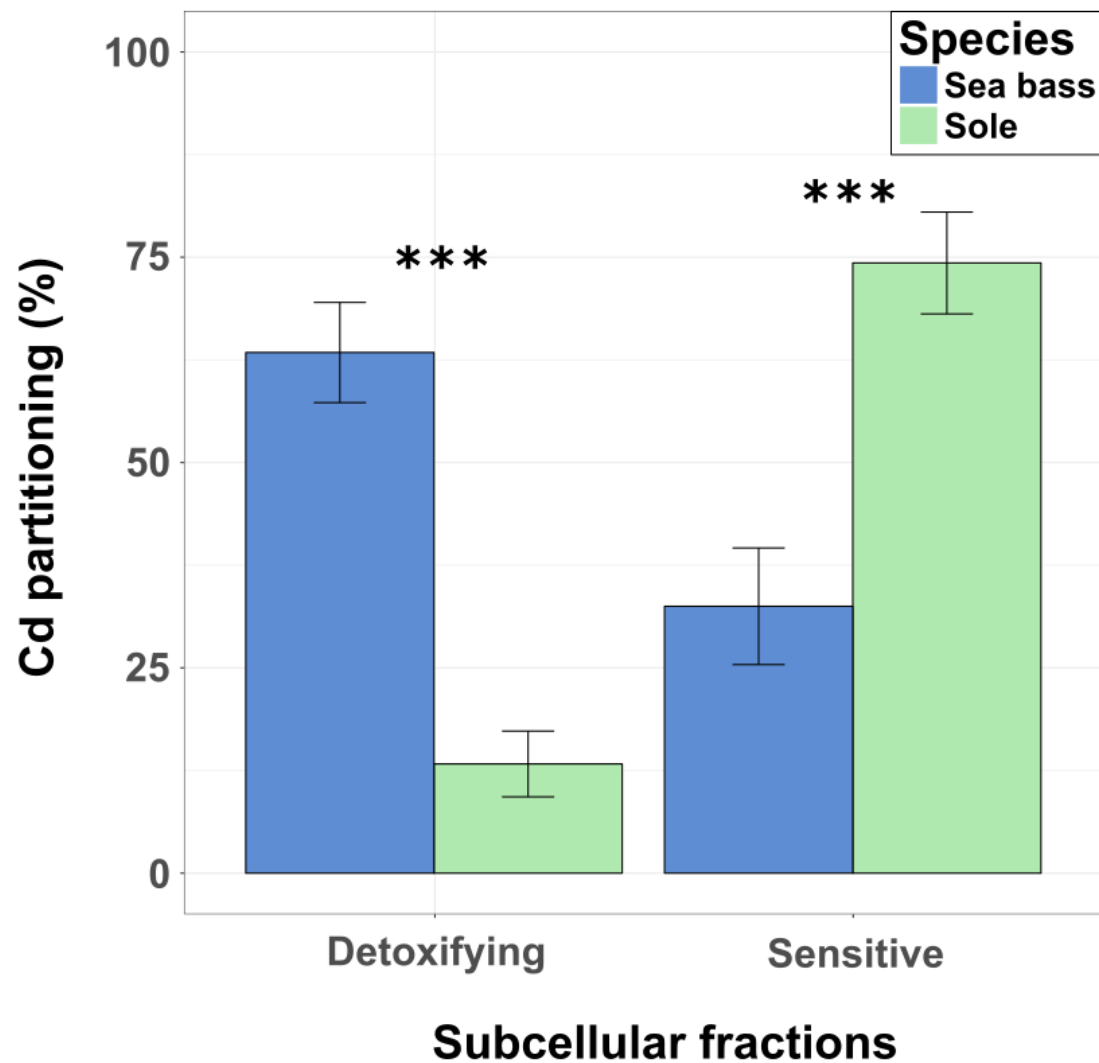 Species
Sea bass
Sole
Cd partitioning (%)
100
75
50
25
0
***
***
Detoxifying
Sensitive
Subcellular fractions